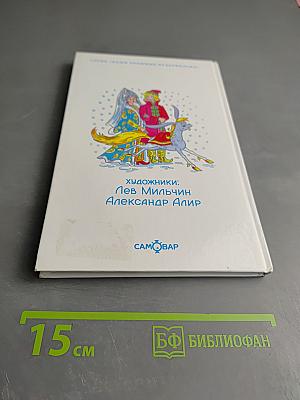 художники:
Лев Мильчин
Александр Алир
САМОВАР
15 см
БФ БИБЛИОФАН